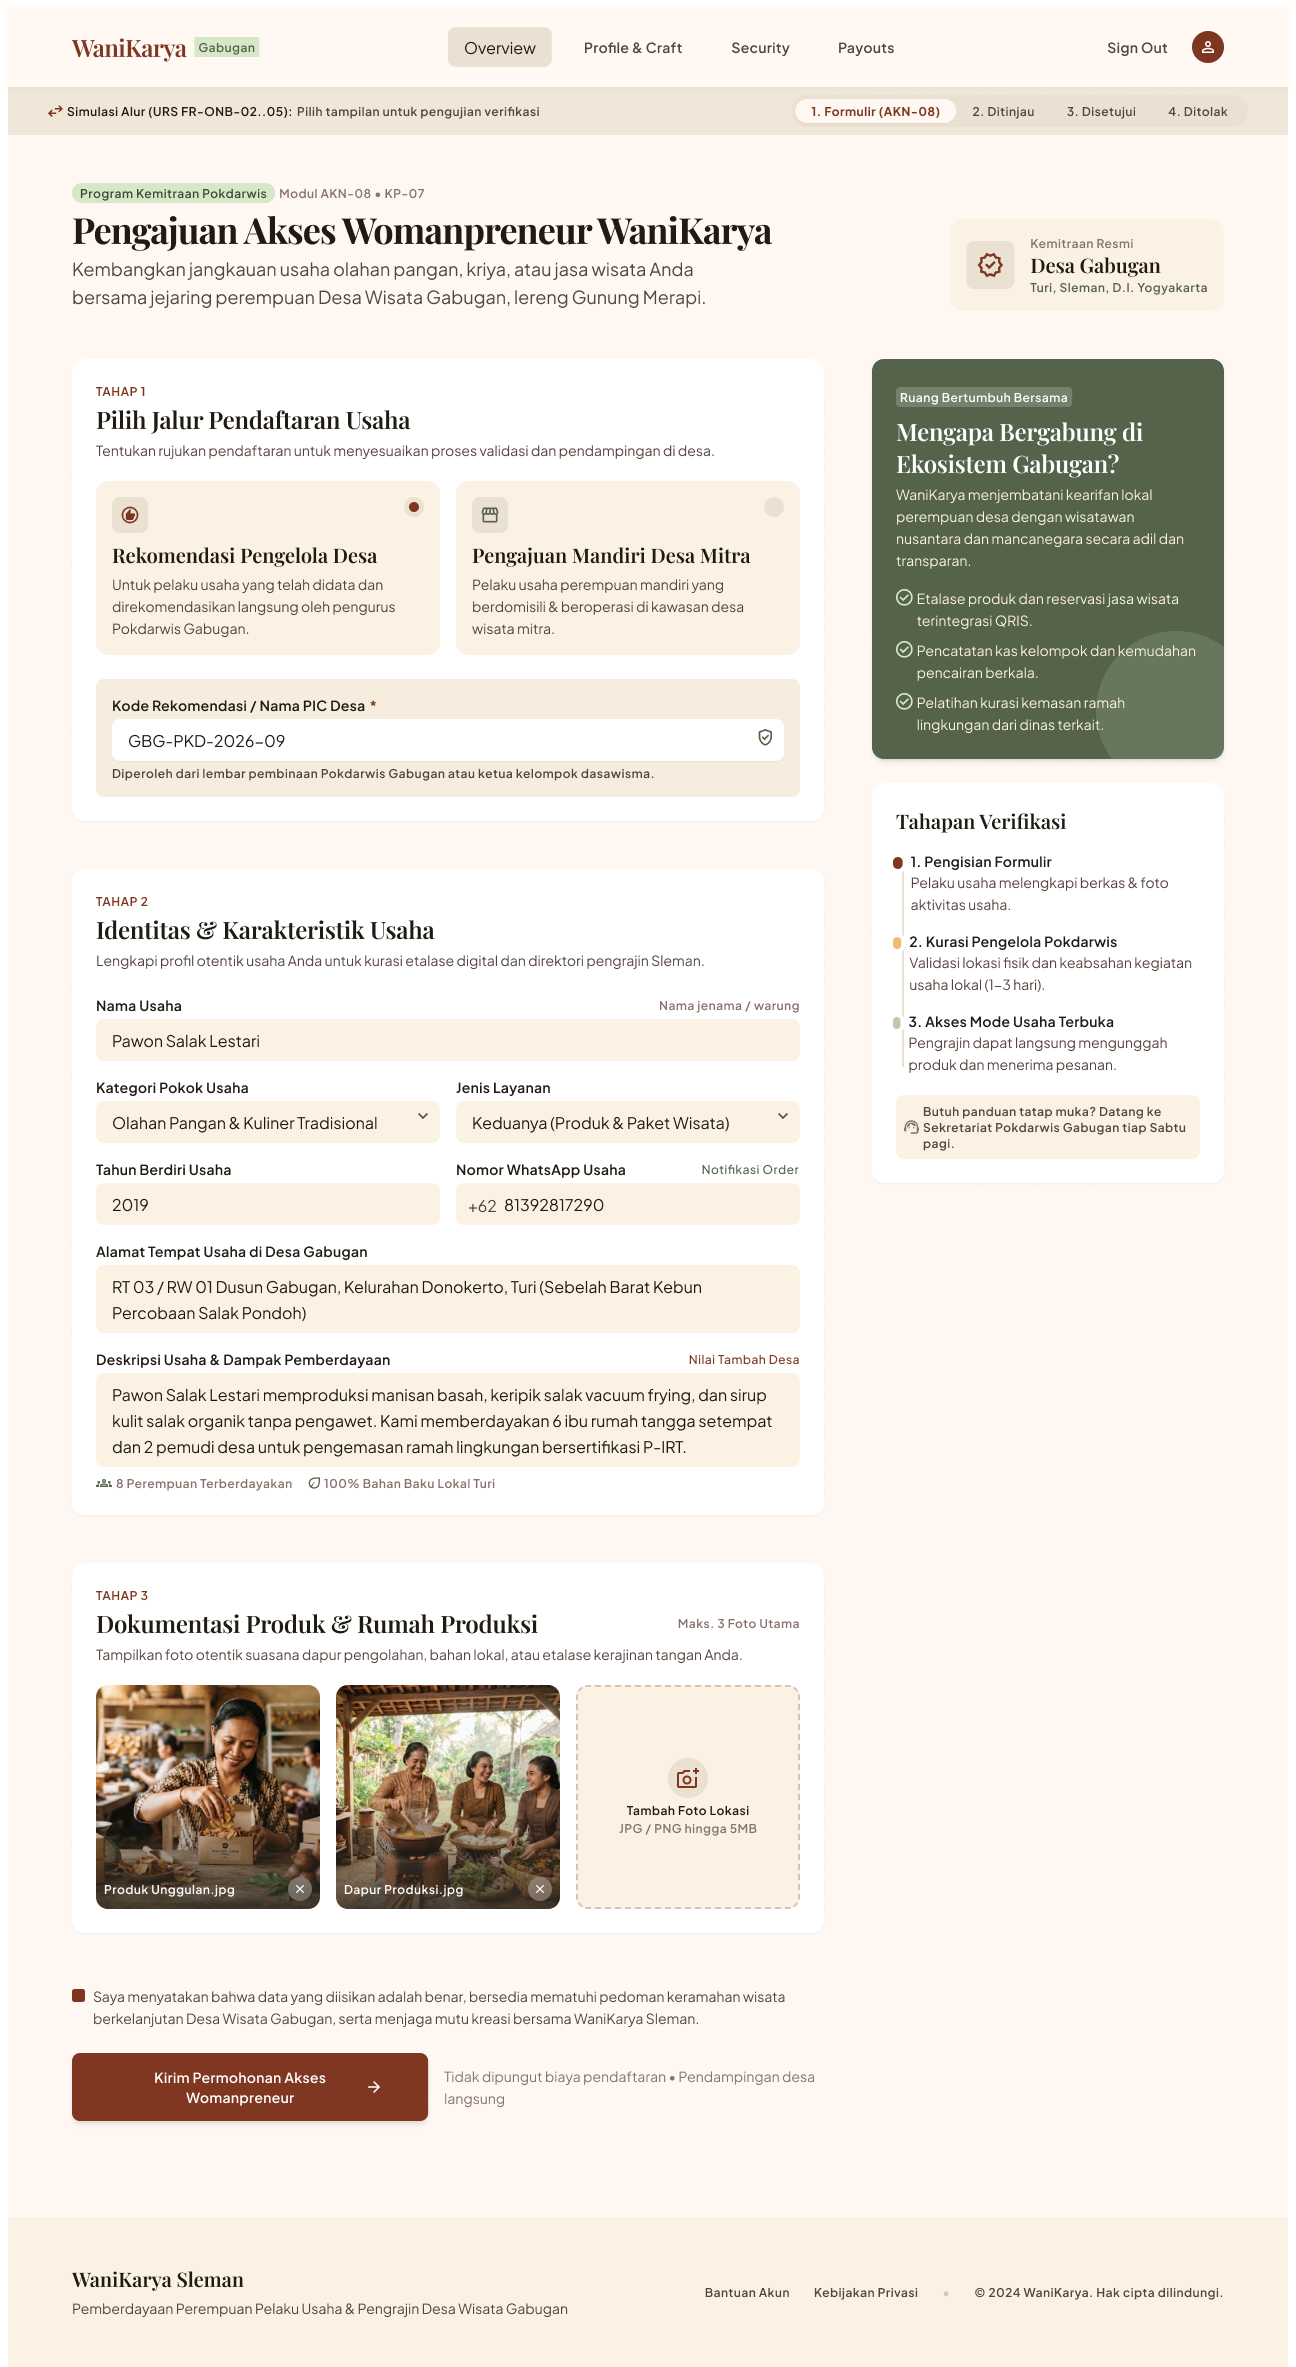 WaniKarya Gabugan
Overview
Profile & Craft
Security
Payouts
Sign Out
Simulasi Alur (URS FR-ONB-02..05): Pilih tampilan untuk pengujian verifikasi
1. Formulir (AKN-08)
2. Ditinjau
3. Disetujui
4. Ditolak
Program Kemitraan Pokdarwis Modul AKN-08 • KP-07
Pengajuan Akses Womanpreneur WaniKarya
Kembangkan jangkauan usaha olahan pangan, kriya, atau jasa wisata Anda
bersama jejaring perempuan Desa Wisata Gabugan, lereng Gunung Merapi.
Kemitraan Resmi
Desa Gabugan
Turi, Sleman, D.I. Yogyakarta
TAHAP 1
Pilih Jalur Pendaftaran Usaha
Tentukan rujukan pendaftaran untuk menyesuaikan proses validasi dan pendampingan di desa.
Rekomendasi Pengelola Desa
Untuk pelaku usaha yang telah didata dan
direkomendasikan langsung oleh pengurus
Pokdarwis Gabugan.
Pengajuan Mandiri Desa Mitra
Pelaku usaha perempuan mandiri yang
berdomisili & beroperasi di kawasan desa
wisata mitra.
Kode Rekomendasi / Nama PIC Desa *
GBG-PKD-2026-09
Diperoleh dari lembar pembinaan Pokdarwis Gabugan atau ketua kelompok dasawisma.
TAHAP 2
Identitas & Karakteristik Usaha
Lengkapi profil otentik usaha Anda untuk kurasi etalase digital dan direktori pengrajin Sleman.
Nama Usaha
Nama jenama / warung
Pawon Salak Lestari
Kategori Pokok Usaha
Olahan Pangan & Kuliner Tradisional
Jenis Layanan
Keduanya (Produk & Paket Wisata)
Tahun Berdiri Usaha
2019
Nomor WhatsApp Usaha
Notifikasi Order
+62 81392817290
Alamat Tempat Usaha di Desa Gabugan
RT 03 / RW 01 Dusun Gabugan, Kelurahan Donokerto, Turi (Sebelah Barat Kebun
Percobaan Salak Pondoh)
Deskripsi Usaha & Dampak Pemberdayaan
Nilai Tambah Desa
Pawon Salak Lestari memproduksi manisan basah, keripik salak vacuum frying, dan sirup
kulit salak organik tanpa pengawet. Kami memberdayakan 6 ibu rumah tangga setempat
dan 2 pemudi desa untuk pengemasan ramah lingkungan bersertifikasi P-IRT.
8 Perempuan Terberdayakan
100% Bahan Baku Lokal Turi
TAHAP 3
Dokumentasi Produk & Rumah Produksi
Maks. 3 Foto Utama
Tampilkan foto otentik suasana dapur pengolahan, bahan lokal, atau etalase kerajinan tangan Anda.
Produk Unggulan.jpg
Dapur Produksi.jpg
Tambah Foto Lokasi
JPG / PNG hingga 5MB
Saya menyatakan bahwa data yang diisikan adalah benar, bersedia mematuhi pedoman keramahan wisata
berkelanjutan Desa Wisata Gabugan, serta menjaga mutu kreasi bersama WaniKarya Sleman.
Kirim Permohonan Akses
Womanpreneur
Tidak dipungut biaya pendaftaran • Pendampingan desa
langsung
Ruang Bertumbuh Bersama
Mengapa Bergabung di
Ekosistem Gabugan?
WaniKarya menjembatani kearifan lokal
perempuan desa dengan wisatawan
nusantara dan mancanegara secara adil dan
transparan.
Etalase produk dan reservasi jasa wisata
terintegrasi QRIS.
Pencatatan kas kelompok dan kemudahan
pencairan berkala.
Pelatihan kurasi kemasan ramah
lingkungan dari dinas terkait.
Tahapan Verifikasi
1. Pengisian Formulir
Pelaku usaha melengkapi berkas & foto
aktivitas usaha.
2. Kurasi Pengelola Pokdarwis
Validasi lokasi fisik dan keabsahan kegiatan
usaha lokal (1-3 hari).
3. Akses Mode Usaha Terbuka
Pengrajin dapat langsung mengunggah
produk dan menerima pesanan.
Butuh panduan tatap muka? Datang ke
Sekretariat Pokdarwis Gabugan tiap Sabtu
pagi.
WaniKarya Sleman
Pemberdayaan Perempuan Pelaku Usaha & Pengrajin Desa Wisata Gabugan
Bantuan Akun
Kebijakan Privasi
•
© 2024 WaniKarya. Hak cipta dilindungi.